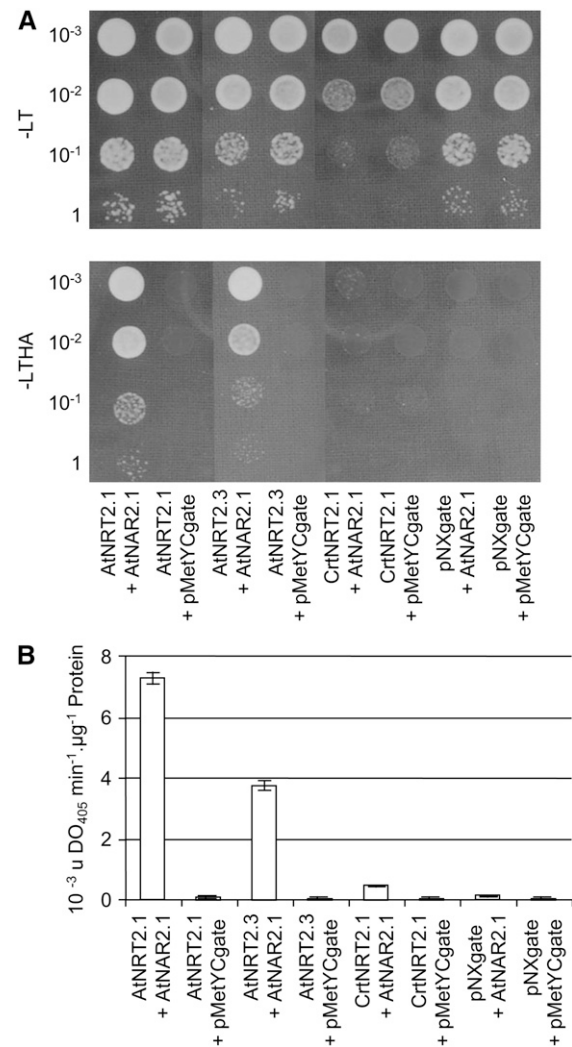 A
-LT
10-3
10-2
10-1
1
-LTHA
10-3
10-2
10-1
1
AtNRT2.1
+ AtNAR2.1
AtNRT2.1
+ pMetYCgate
AtNRT2.3
+ AtNAR2.1
AtNRT2.3
+ pMetYCgate
CrtNRT2.1
+ AtNAR2.1
CrtNRT2.1
+ pMetYCgate
pNXgate
+ AtNAR2.1
pNXgate
+ pMetYCgate
B
10-3 u DO405 min-1.µg-1 Protein
8
6
4
2
0
AtNRT2.1
+ AtNAR2.1
AtNRT2.1
+ pMetYCgate
AtNRT2.3
+ AtNAR2.1
AtNRT2.3
+ pMetYCgate
CrtNRT2.1
+ AtNAR2.1
CrtNRT2.1
+ pMetYCgate
pNXgate
+ AtNAR2.1
pNXgate
+ pMetYCgate